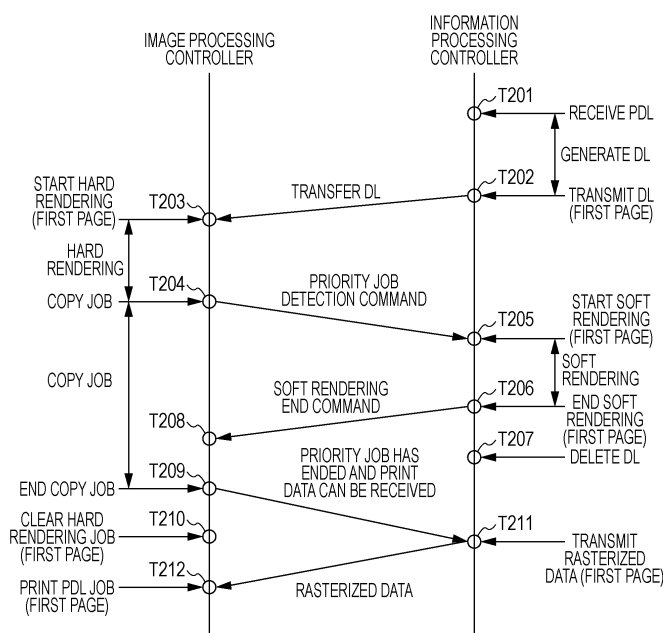 IMAGE PROCESSING
CONTROLLER
INFORMATION
PROCESSING
CONTROLLER
T201
RECEIVE PDL
GENERATE DL
T202
TRANSMIT DL
(FIRST PAGE)
TRANSFER DL
START HARD
RENDERING
(FIRST PAGE)
T203
HARD
RENDERING
T204
COPY JOB
PRIORITY JOB
DETECTION COMMAND
T205
START SOFT
RENDERING
(FIRST PAGE)
SOFT
RENDERING
COPY JOB
SOFT RENDERING
END COMMAND
T206
END SOFT
RENDERING
(FIRST PAGE)
T208
T207
DELETE DL
PRIORITY JOB HAS
ENDED AND PRINT
DATA CAN BE RECEIVED
T209
END COPY JOB
T210
CLEAR HARD
RENDERING JOB
(FIRST PAGE)
T211
TRANSMIT
RASTERIZED
DATA (FIRST PAGE)
T212
PRINT PDL JOB
(FIRST PAGE)
RASTERIZED DATA